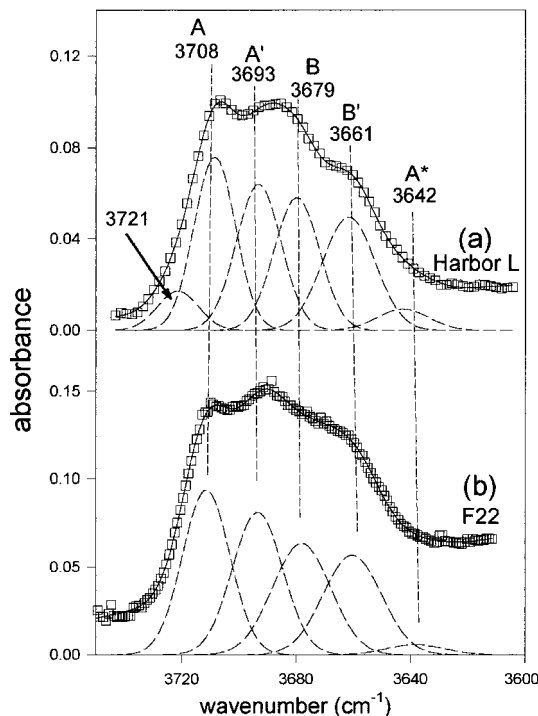 A
3708
A'
3693
B
3679
B'
3661
A*
3642
3721
(a)
Harbor L
0.12
0.08
0.04
0.00
absorbance
(b)
F22
0.15
0.10
0.05
0.00
3720
3680
3640
3600
wavenumber (cm⁻¹)